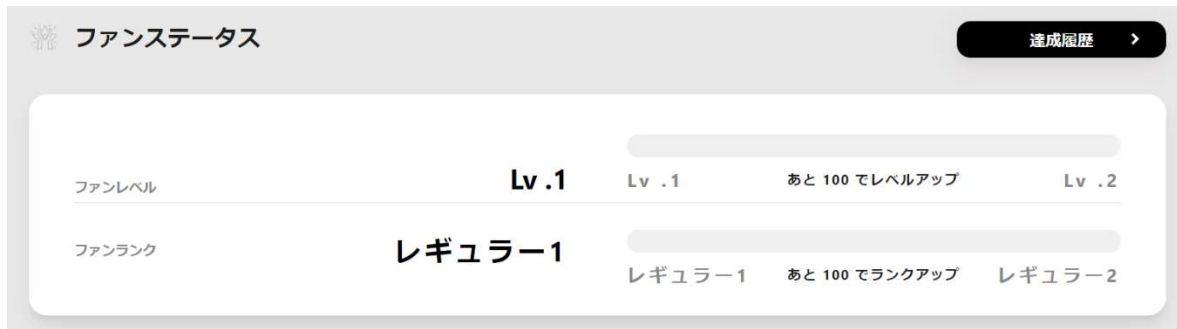 ファンステータス
達成履歴
ファンレベル
Lv .1
Lv .1 あと 100 でレベルアップ Lv .2
ファンランク
レギュラー1
レギュラー1 あと 100 でランクアップ レギュラー2